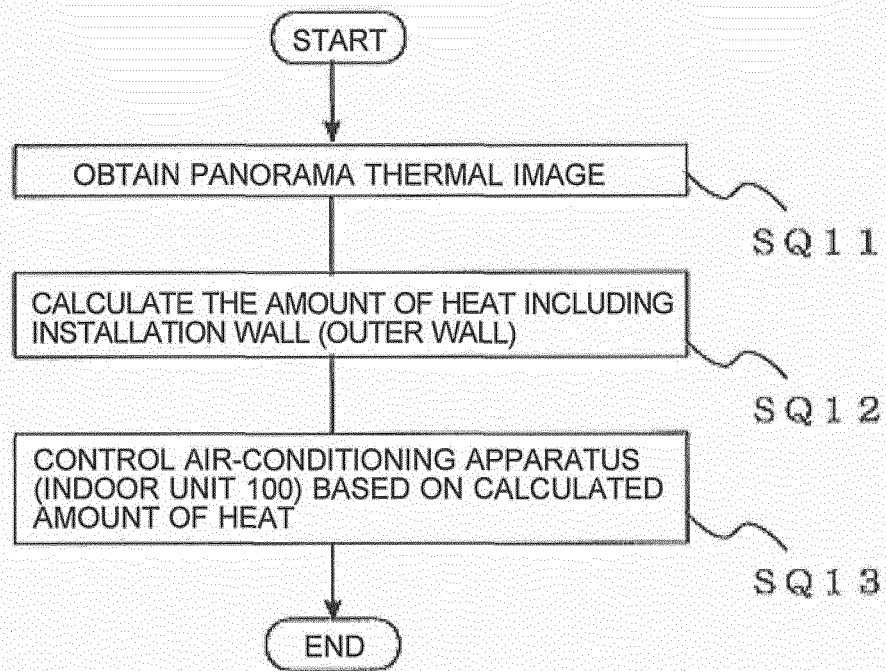 START
OBTAIN PANORAMA THERMAL IMAGE
SQ11
CALCULATE THE AMOUNT OF HEAT INCLUDING
INSTALLATION WALL (OUTER WALL)
SQ12
CONTROL AIR-CONDITIONING APPARATUS
(INDOOR UNIT 100) BASED ON CALCULATED
AMOUNT OF HEAT
SQ13
END